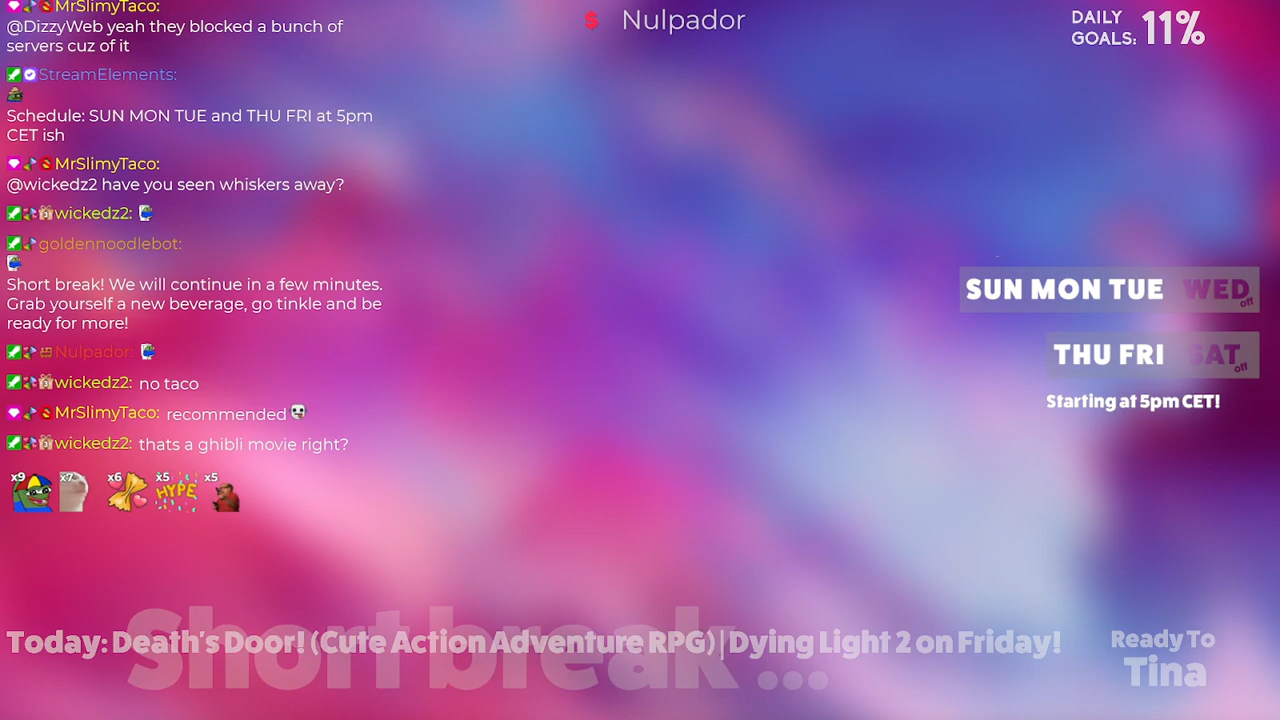 MrSlimyTaco:
@DizzyWeb yeah they blocked a bunch of
servers cuz of it
StreamElements:
Schedule: SUN MON TUE and THU FRI at 5pm
CET ish
MrSlimyTaco:
@wickedz2 have you seen whiskers away?
wickedz2:
goldennoodlebot:
Short break! We will continue in a few minutes.
Grab yourself a new beverage, go tinkle and be
ready for more!
Nulpador:
wickedz2: no taco
MrSlimyTaco: recommended
wickedz2: thats a ghibli movie right?
x9 x7 x6 x5 x5
HYPE
$ Nulpador
DAILY
GOALS: 11%
SUN MON TUE WED off
THU FRI SAT off
Starting at 5pm CET!
Short break ...
Today: Death's Door! (Cute Action Adventure RPG) | Dying Light 2 on Friday!
Ready To
Tina